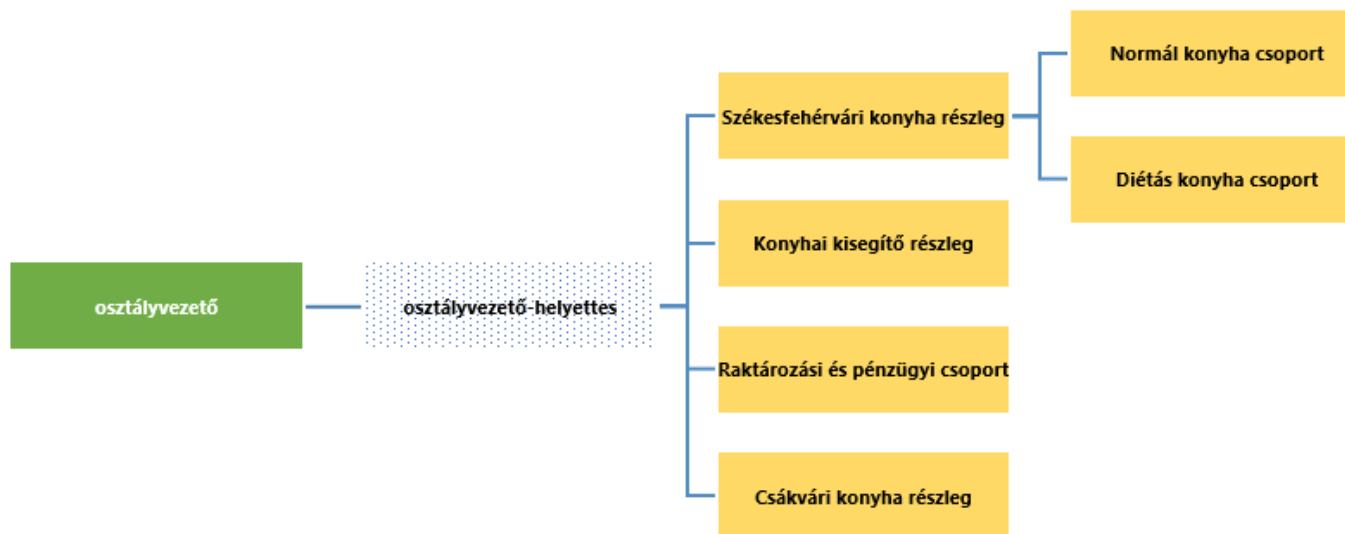 osztályvezető
osztályvezető-helyettes
Székesfehérvári konyha részleg
Normál konyha csoport
Diétás konyha csoport
Konyhai kisegítő részleg
Raktározási és pénzügyi csoport
Csákvári konyha részleg